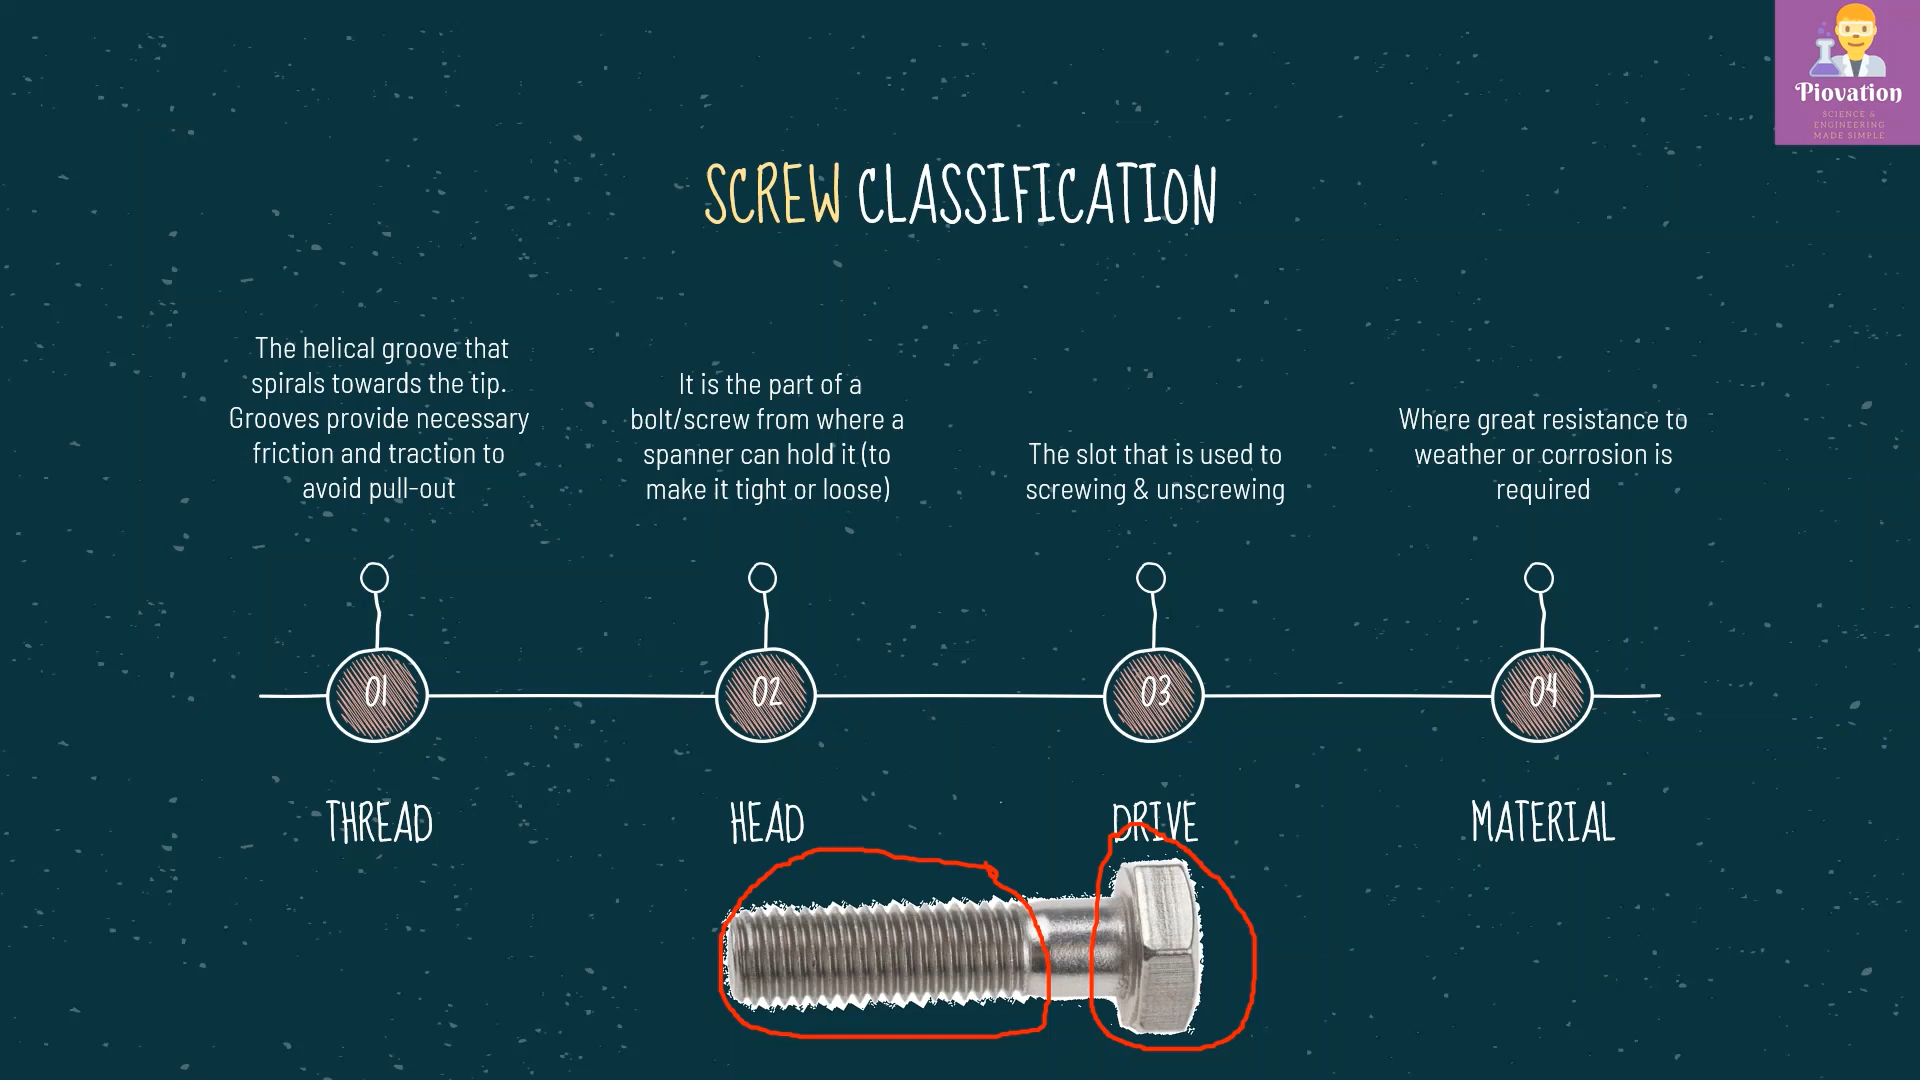 Piovation
SCIENCE &
ENGINEERING
MADE SIMPLE
SCREW CLASSIFICATION
The helical groove that
spirals towards the tip.
Grooves provide necessary
friction and traction to
avoid pull-out
It is the part of a
bolt/screw from where a
spanner can hold it (to
make it tight or loose)
The slot that is used to
screwing & unscrewing
Where great resistance to
weather or corrosion is
required
01
02
03
04
THREAD
HEAD
DRIVE
MATERIAL